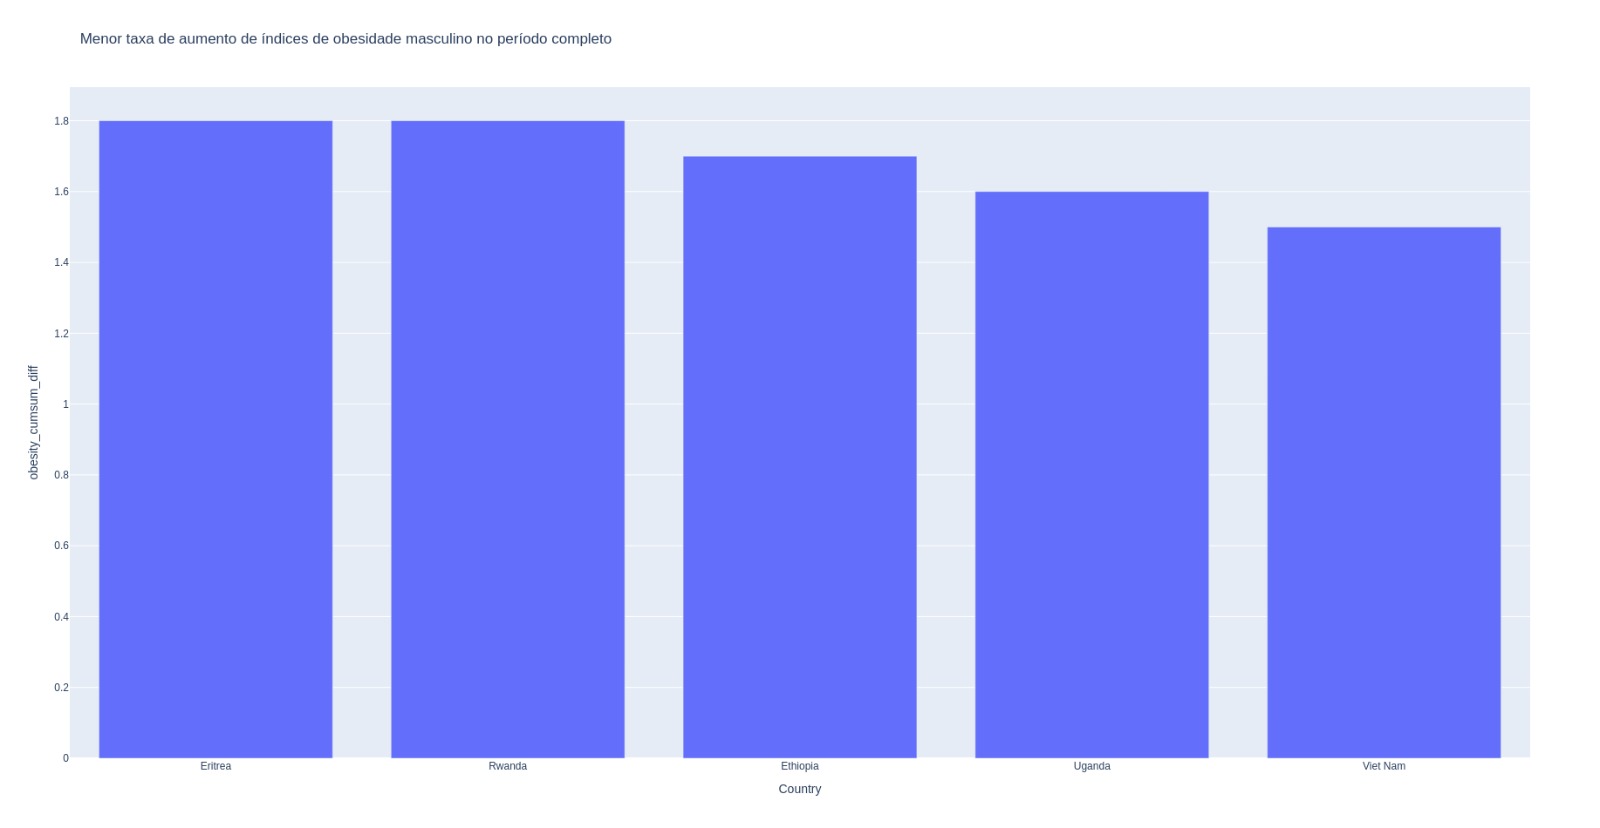 Menor taxa de aumento de índices de obesidade masculino no período completo
obesity_cumsum_diff
1.8
1.6
1.4
1.2
1
0.8
0.6
0.4
0.2
0
Eritrea Rwanda Ethiopia Uganda Viet Nam
Country